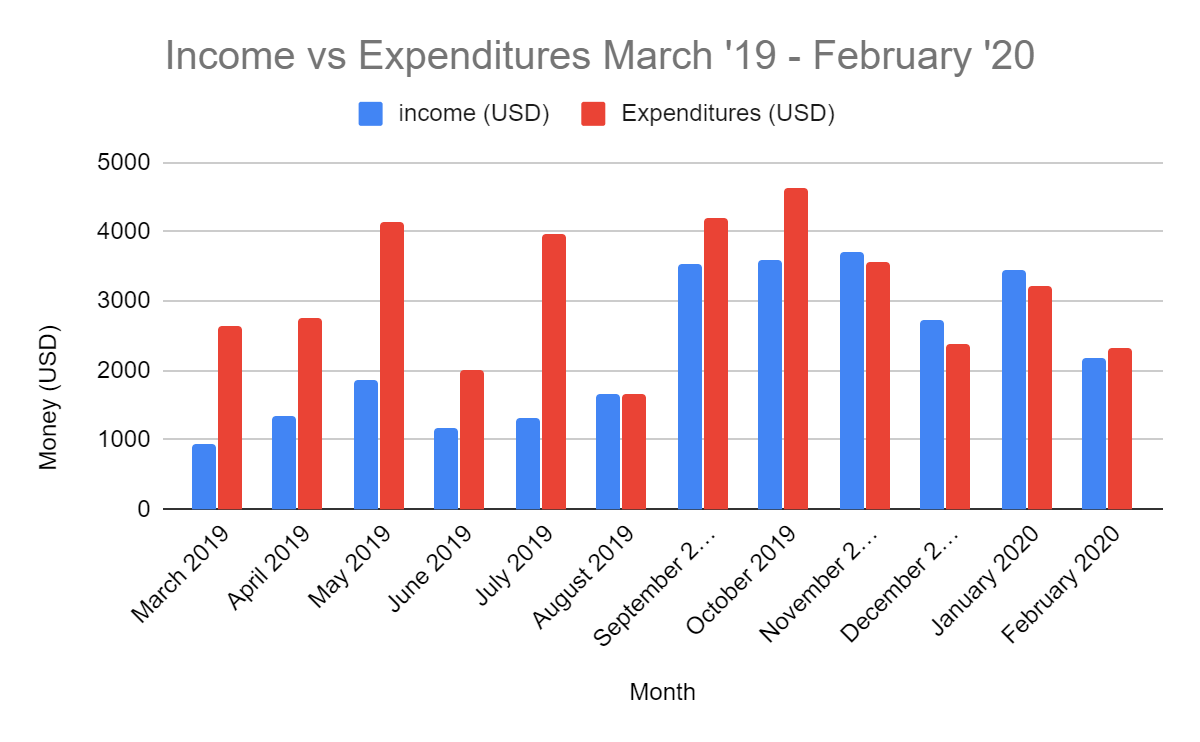 Income vs Expenditures March '19 - February '20
income (USD) Expenditures (USD)
5000
4000
3000
2000
1000
0
Money (USD)
March 2019
April 2019
May 2019
June 2019
July 2019
August 2019
September 2…
October 2019
November 2…
December 2…
January 2020
February 2020
Month